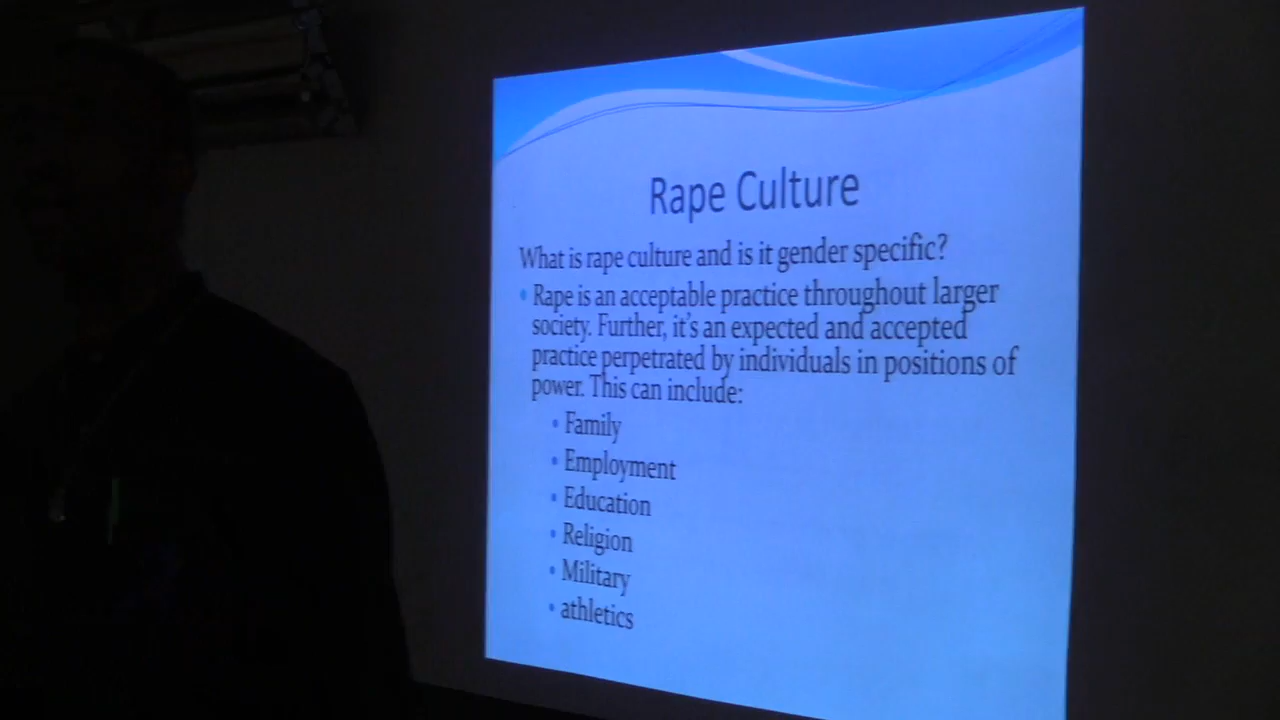 Rape Culture
What is rape culture and is it gender specific?
• Rape is an acceptable practice throughout larger
society. Further, it's an expected and accepted
practice perpetrated by individuals in positions of
power. This can include:
• Family
• Employment
• Education
• Religion
• Military
• athletics